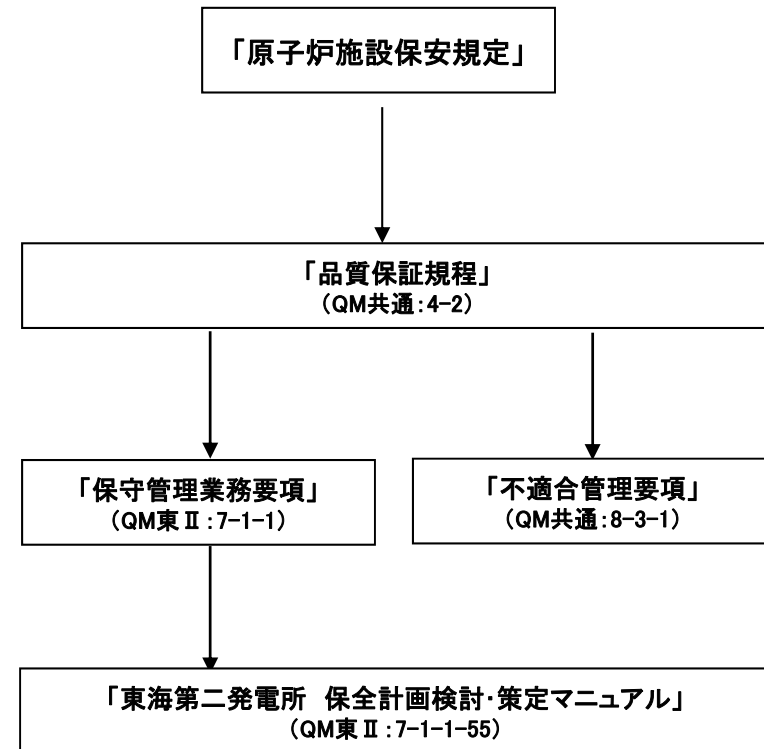 「原子炉施設保安規定」
「品質保証規程」
(QM共通:4-2)
「保守管理業務要項」
(QM東Ⅱ:7-1-1)
「不適合管理要項」
(QM共通:8-3-1)
「東海第二発電所 保全計画検討・策定マニュアル」
(QM東Ⅱ:7-1-1-55)